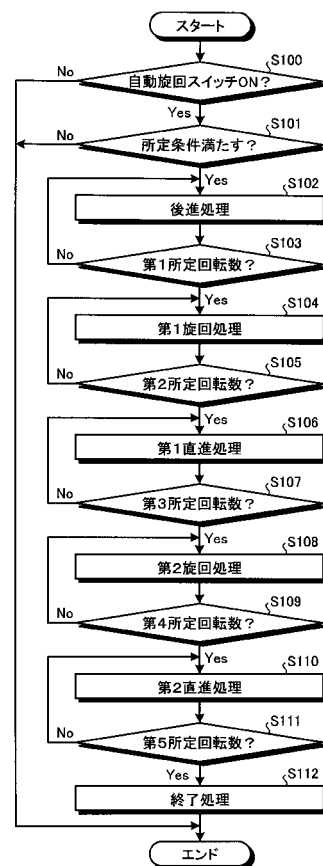 スタート
S100
自動旋回スイッチON?
No
Yes
S101
所定条件満たす?
No
Yes
S102
後進処理
S103
第1所定回転数?
No
Yes
S104
第1旋回処理
S105
第2所定回転数?
No
Yes
S106
第1直進処理
S107
第3所定回転数?
No
Yes
S108
第2旋回処理
S109
第4所定回転数?
No
Yes
S110
第2直進処理
S111
第5所定回転数?
No
Yes
S112
終了処理
エンド